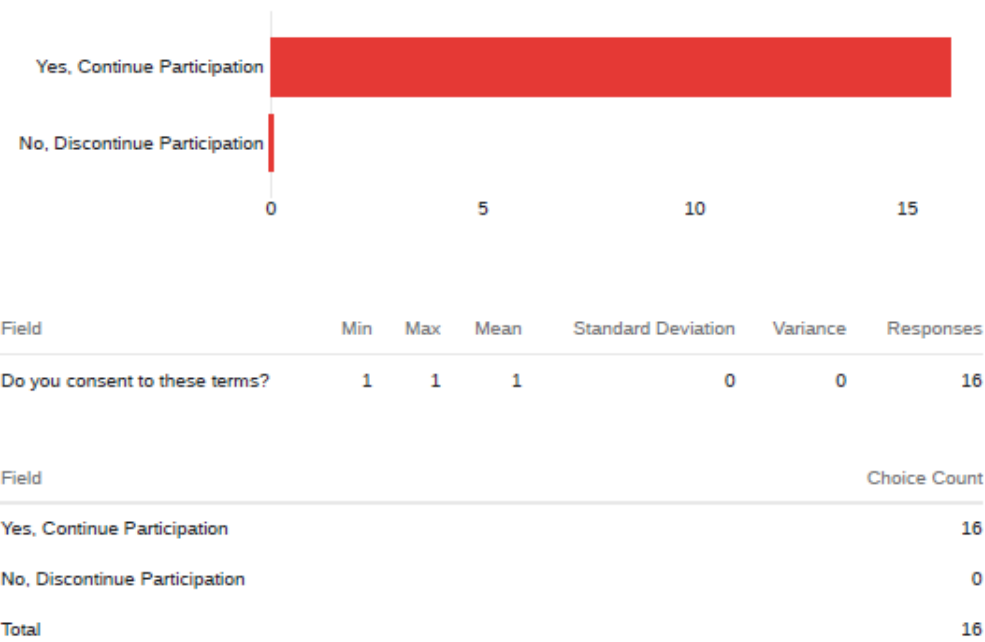 Yes, Continue Participation
No, Discontinue Participation
0 5 10 15
Field Min Max Mean Standard Deviation Variance Responses
Do you consent to these terms? 1 1 1 0 0 16
Field Choice Count
Yes, Continue Participation 16
No, Discontinue Participation 0
Total 16